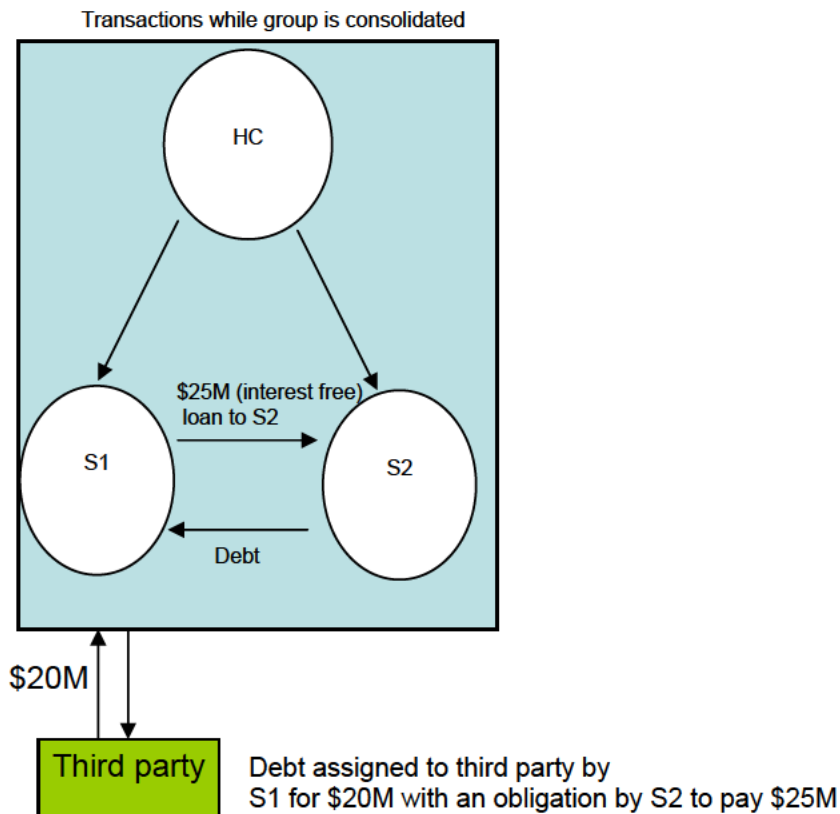 Transactions while group is consolidated
HC
$25M (interest free)
loan to S2
S1
S2
Debt
$20M
Third party
Debt assigned to third party by
S1 for $20M with an obligation by S2 to pay $25M